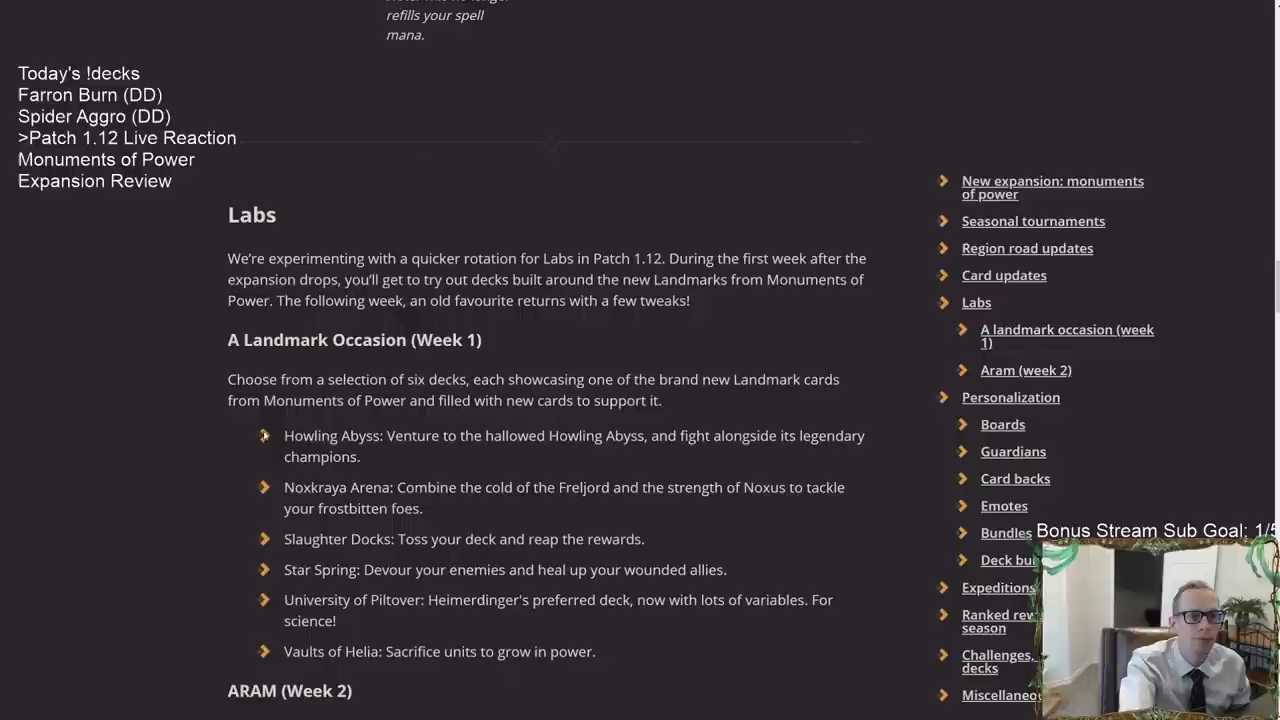 refills your spell
mana.
Today's !decks
Farron Burn (DD)
Spider Aggro (DD)
>Patch 1.12 Live Reaction
Monuments of Power
Expansion Review
Labs
We're experimenting with a quicker rotation for Labs in Patch 1.12. During the first week after the
expansion drops, you'll get to try out decks built around the new Landmarks from Monuments of
Power. The following week, an old favourite returns with a few tweaks!
A Landmark Occasion (Week 1)
Choose from a selection of six decks, each showcasing one of the brand new Landmark cards
from Monuments of Power and filled with new cards to support it.
Howling Abyss: Venture to the hallowed Howling Abyss, and fight alongside its legendary
champions.
Noxkraya Arena: Combine the cold of the Freljord and the strength of Noxus to tackle
your frostbitten foes.
Slaughter Docks: Toss your deck and reap the rewards.
Star Spring: Devour your enemies and heal up your wounded allies.
University of Piltover: Heimerdinger's preferred deck, now with lots of variables. For
science!
Vaults of Helia: Sacrifice units to grow in power.
ARAM (Week 2)
New expansion: monuments
of power
Seasonal tournaments
Region road updates
Card updates
Labs
A landmark occasion (week
1)
Aram (week 2)
Personalization
Boards
Guardians
Card backs
Emotes
Bundles
Deck bu
Expeditions
Ranked rew
season
Challenges,
decks
Miscellaneo
Bonus Stream Sub Goal: 1/5